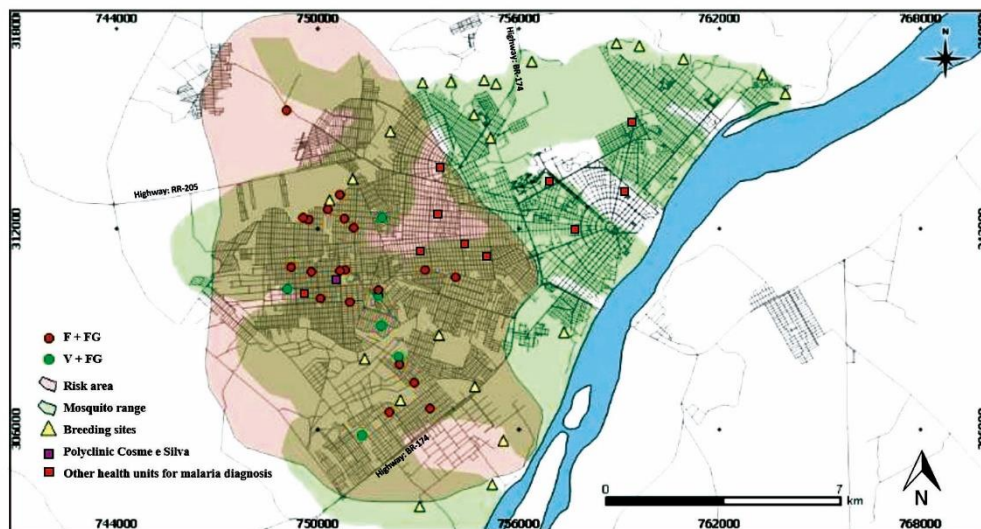 744000 750000 756000 762000 768000
318000
Highway: BR-174
N
Highway: RR-205
312000
F + FG
V + FG
Risk area
Mosquito range
Breeding sites
Polyclinic Cosme e Silva
Other health units for malaria diagnosis
306000
Highway: BR-174
0 7
km
N
744000 750000 756000 762000 768000